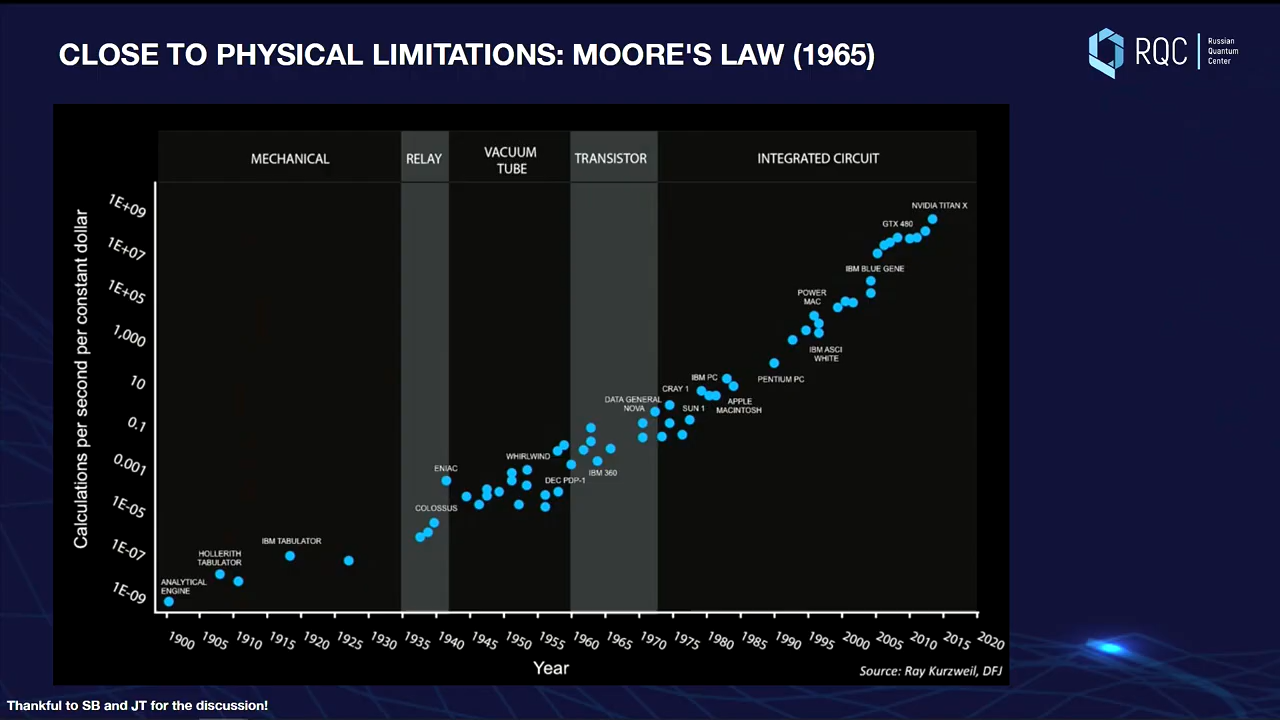 CLOSE TO PHYSICAL LIMITATIONS: MOORE'S LAW (1965)
RQC
Russian
Quantum
Center
MECHANICAL
RELAY
VACUUM
TUBE
TRANSISTOR
INTEGRATED CIRCUIT
Calculations per second per constant dollar
1E+09
1E+07
1E+05
1,000
10
0.1
0.001
1E-05
1E-07
1E-09
NVIDIA TITAN X
GTX 480
IBM BLUE GENE
POWER
MAC
IBM ASCI
WHITE
PENTIUM PC
IBM PC
CRAY 1
APPLE
MACINTOSH
DATA GENERAL
NOVA
SUN 1
WHIRLWIND
IBM 360
ENIAC
DEC PDP-1
COLOSSUS
IBM TABULATOR
HOLLERITH
TABULATOR
ANALYTICAL
ENGINE
1900
1905
1910
1915
1920
1925
1930
1935
1940
1945
1950
1955
1960
1965
1970
1975
1980
1985
1990
1995
2000
2005
2010
2015
2020
Year
Source: Ray Kurzweil, DFJ
Thankful to SB and JT for the discussion!